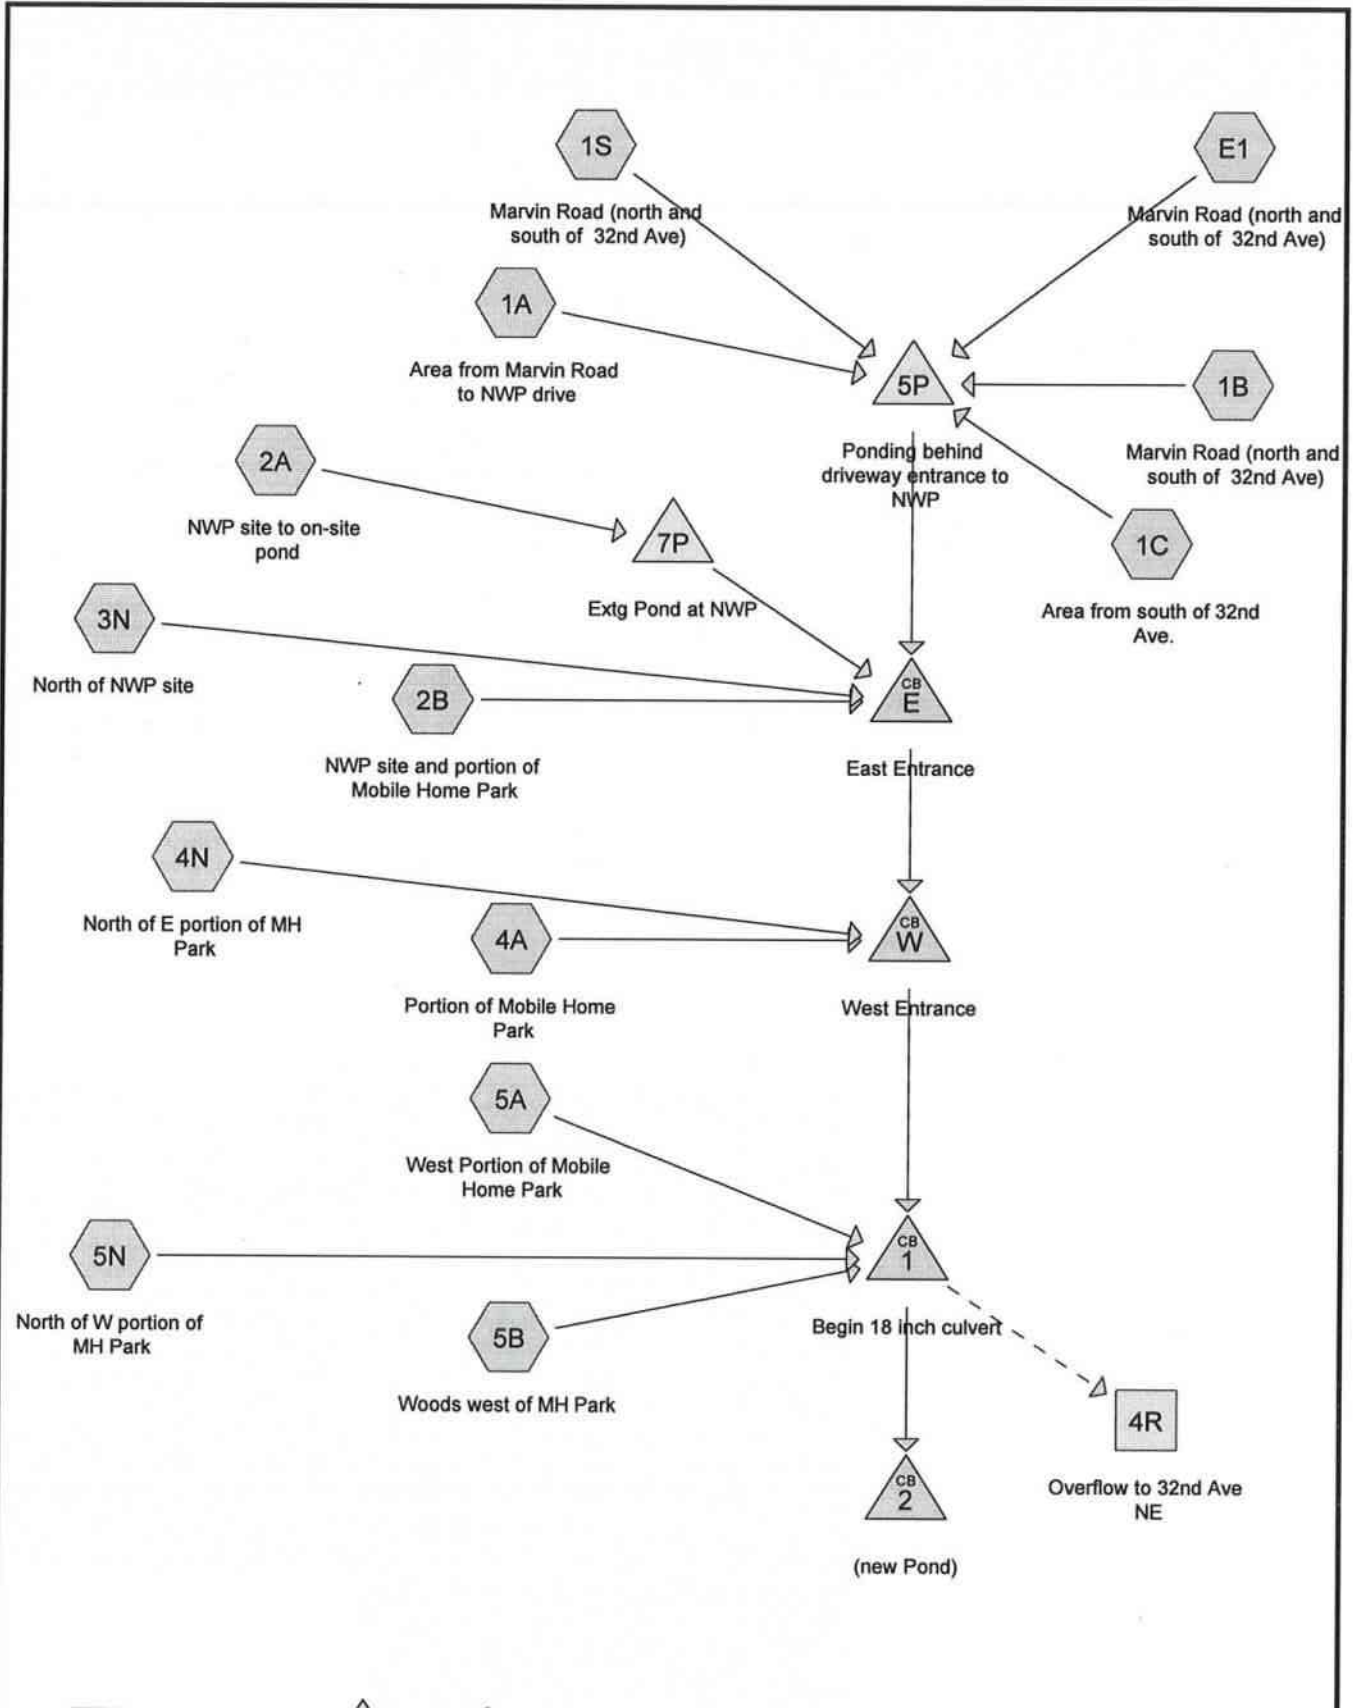 1S
E1
Marvin Road (north and
south of 32nd Ave)
Marvin Road (north and
south of 32nd Ave)
1A
Area from Marvin Road
to NWP drive
5P
1B
Ponding behind
driveway entrance to
NWP
Marvin Road (north and
south of 32nd Ave)
2A
NWP site to on-site
pond
7P
1C
Extg Pond at NWP
Area from south of 32nd
Ave.
3N
North of NWP site
2B
CB
E
NWP site and portion of
Mobile Home Park
East Entrance
4N
North of E portion of MH
Park
4A
CB
W
Portion of Mobile Home
Park
West Entrance
5A
West Portion of Mobile
Home Park
5N
CB
1
North of W portion of
MH Park
5B
Begin 18 inch culvert
Woods west of MH Park
4R
Overflow to 32nd Ave
NE
CB
2
(new Pond)